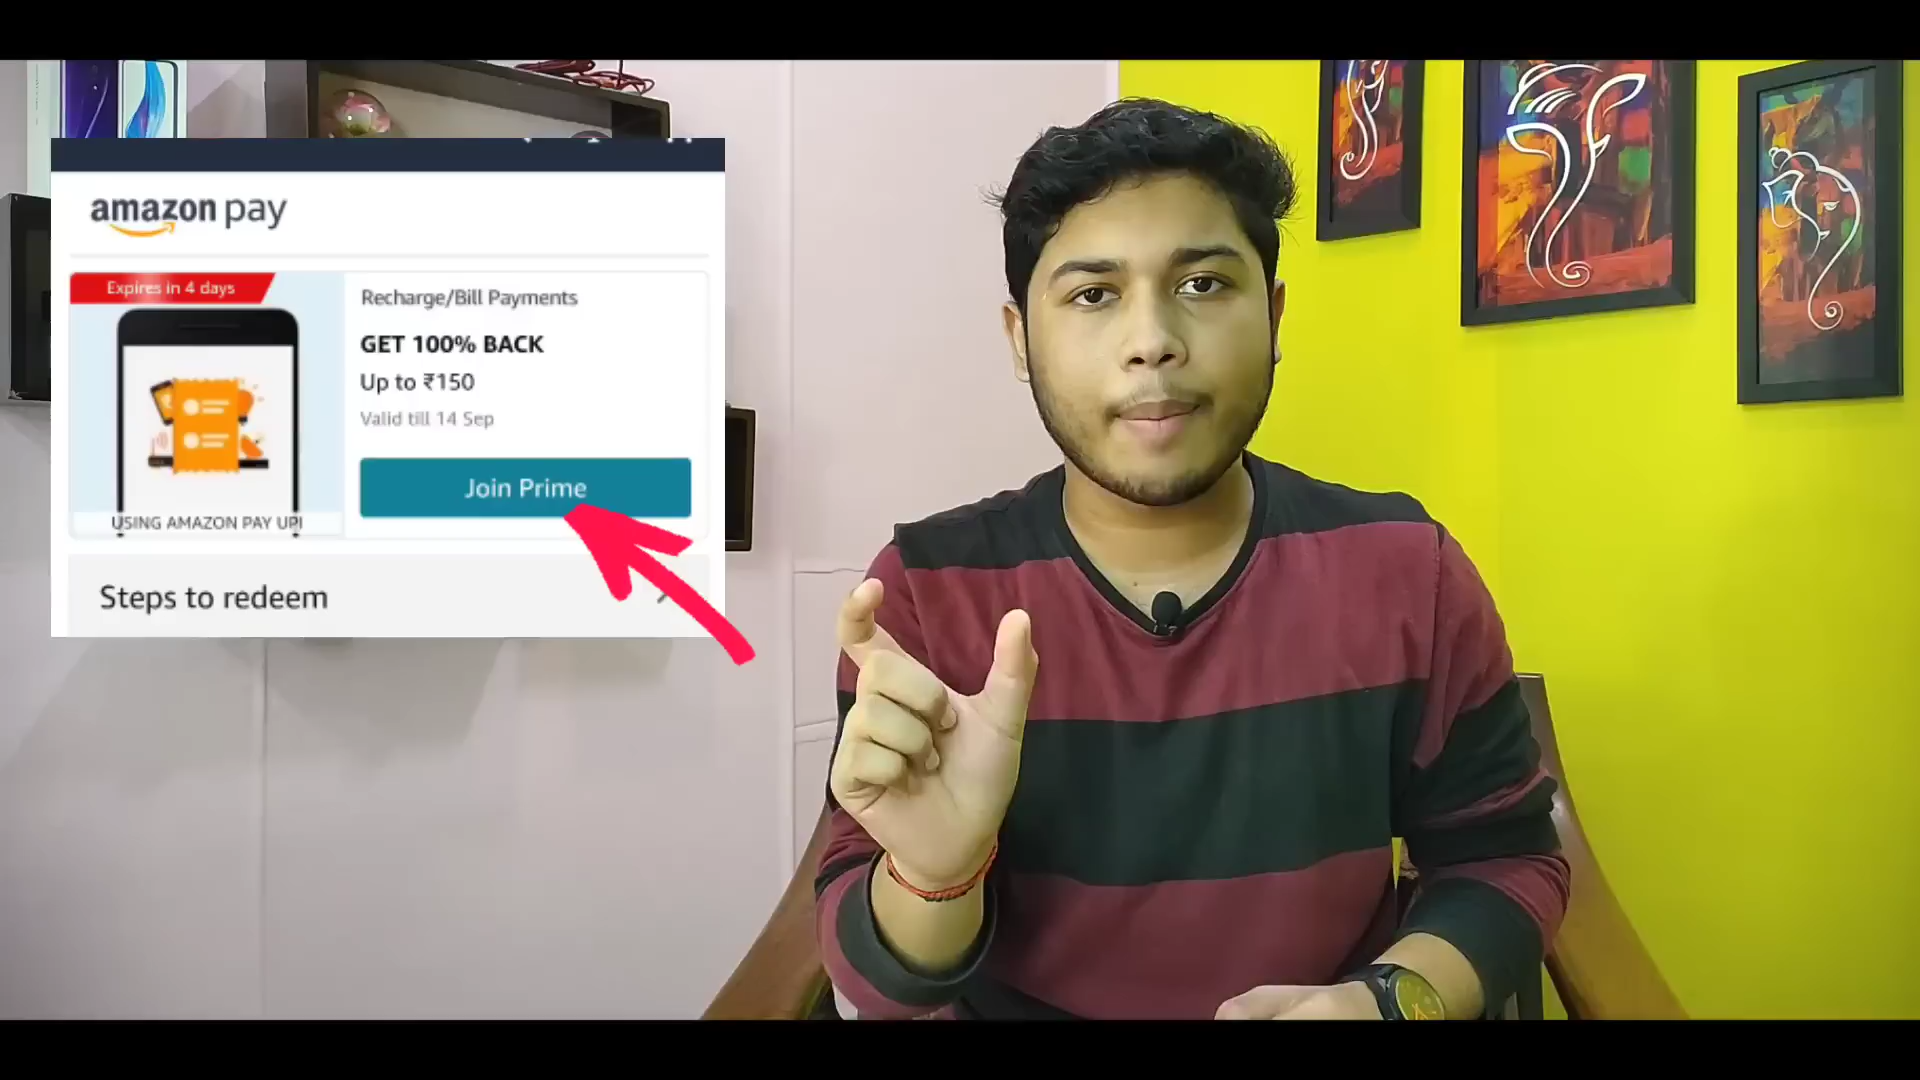 amazon pay
Expires in 4 days
Recharge/Bill Payments
GET 100% BACK
Up to ₹150
Valid till 14 Sep
Join Prime
USING AMAZON PAY UPI
Steps to redeem